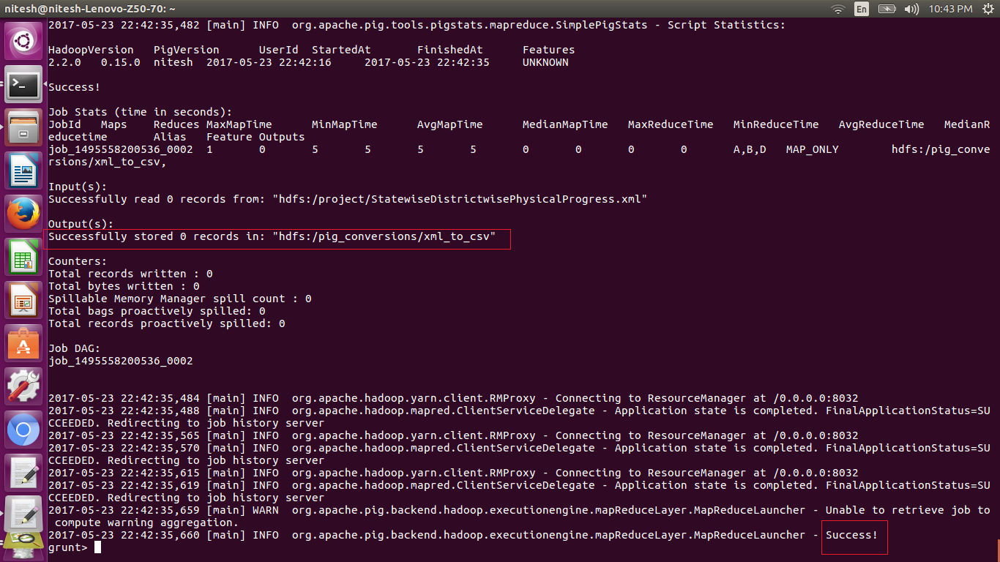 nitesh@nitesh-Lenovo-Z50-70: ~
En
10:43 PM
2017-05-23 22:42:35,482 [main] INFO  org.apache.pig.tools.pigstats.mapreduce.SimplePigStats - Script Statistics:
HadoopVersion   PigVersion      UserId  StartedAt       FinishedAt      Features
2.2.0   0.15.0  nitesh  2017-05-23 22:42:16     2017-05-23 22:42:35     UNKNOWN
Success!
Job Stats (time in seconds):
JobId   Maps    Reduces MaxMapTime      MinMapTime      AvgMapTime      MedianMapTime   MaxReduceTime   MinReduceTime   AvgReduceTime   MedianR
educetime       Alias   Feature Outputs
job_1495558200536_0002  1       0       5       5       5       5       0       0       0       0       A,B,D   MAP_ONLY        hdfs:/pig_conve
rsions/xml_to_csv,
Input(s):
Successfully read 0 records from: "hdfs:/project/StatewiseDistrictwisePhysicalProgress.xml"
Output(s):
Successfully stored 0 records in: "hdfs:/pig_conversions/xml_to_csv"
Counters:
Total records written : 0
Total bytes written : 0
Spillable Memory Manager spill count : 0
Total bags proactively spilled: 0
Total records proactively spilled: 0
Job DAG:
job_1495558200536_0002
2017-05-23 22:42:35,484 [main] INFO  org.apache.hadoop.yarn.client.RMProxy - Connecting to ResourceManager at /0.0.0.0:8032
2017-05-23 22:42:35,488 [main] INFO  org.apache.hadoop.mapred.ClientServiceDelegate - Application state is completed. FinalApplicationStatus=SU
CCEEDED. Redirecting to job history server
2017-05-23 22:42:35,565 [main] INFO  org.apache.hadoop.yarn.client.RMProxy - Connecting to ResourceManager at /0.0.0.0:8032
2017-05-23 22:42:35,570 [main] INFO  org.apache.hadoop.mapred.ClientServiceDelegate - Application state is completed. FinalApplicationStatus=SU
CCEEDED. Redirecting to job history server
2017-05-23 22:42:35,615 [main] INFO  org.apache.hadoop.yarn.client.RMProxy - Connecting to ResourceManager at /0.0.0.0:8032
2017-05-23 22:42:35,619 [main] INFO  org.apache.hadoop.mapred.ClientServiceDelegate - Application state is completed. FinalApplicationStatus=SU
CCEEDED. Redirecting to job history server
2017-05-23 22:42:35,659 [main] WARN  org.apache.pig.backend.hadoop.executionengine.mapReduceLayer.MapReduceLauncher - Unable to retrieve job to
 compute warning aggregation.
2017-05-23 22:42:35,660 [main] INFO  org.apache.pig.backend.hadoop.executionengine.mapReduceLayer.MapReduceLauncher - Success!
grunt>